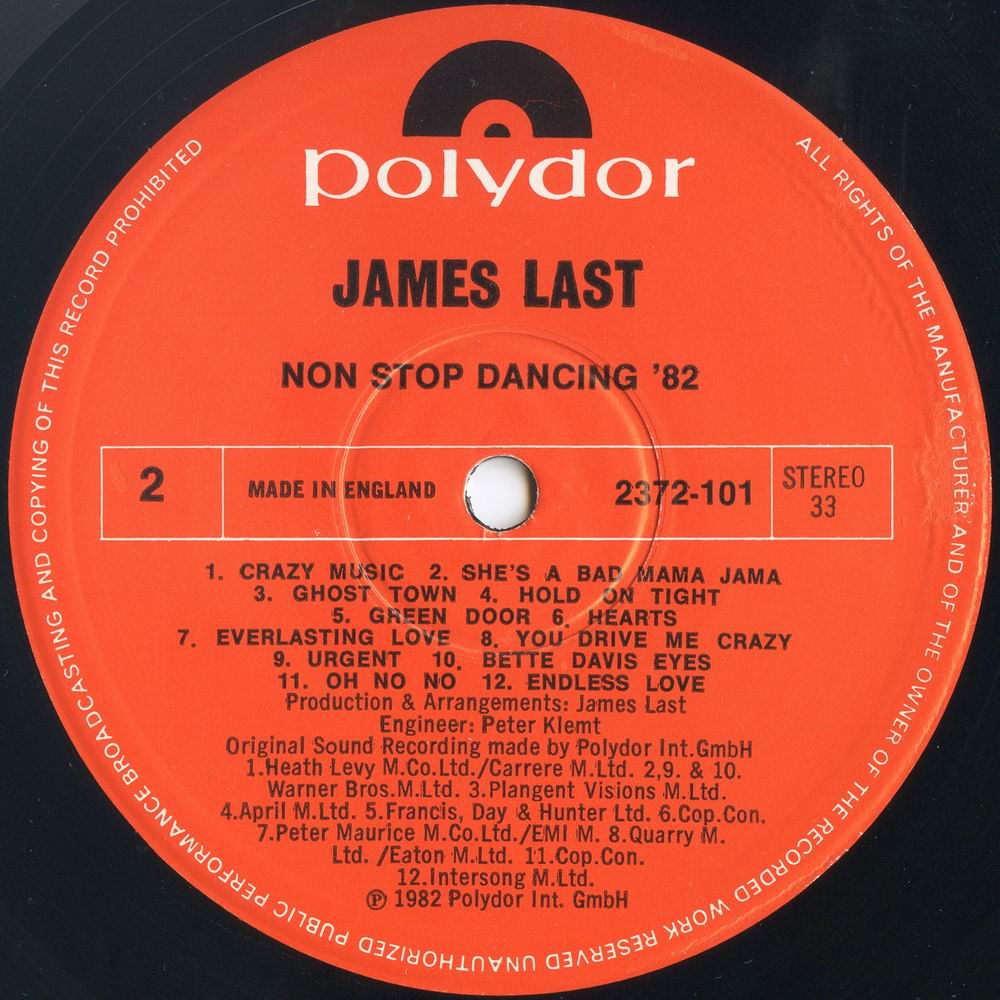 polydor
JAMES LAST
NON STOP DANCING '82
2
MADE IN ENGLAND
2372-101
STEREO
33
1. CRAZY MUSIC 2. SHE'S A BAD MAMA JAMA
3. GHOST TOWN 4. HOLD ON TIGHT
5. GREEN DOOR 6. HEARTS
7. EVERLASTING LOVE 8. YOU DRIVE ME CRAZY
9. URGENT 10. BETTE DAVIS EYES
11. OH NO NO 12. ENDLESS LOVE
Production & Arrangements: James Last
Engineer: Peter Klemt
Original Sound Recording made by Polydor Int.GmbH
1.Heath Levy M.Co.Ltd./Carrere M.Ltd. 2,9. & 10.
Warner Bros.M.Ltd. 3.Plangent Visions M.Ltd.
4.April M.Ltd. 5.Francis, Day & Hunter Ltd. 6.Cop.Con.
7.Peter Maurice M.Co.Ltd./EMI M. 8.Quarry M.
Ltd. /Eaton M.Ltd. 11.Cop.Con.
12.Intersong M.Ltd.
℗ 1982 Polydor Int. GmbH
ALL RIGHTS OF THE MANUFACTURER AND OF THE OWNER OF THE RECORDED WORK RESERVED UNAUTHORIZED PUBLIC PERFORMANCE BROADCASTING AND COPYING OF THIS RECORD PROHIBITED